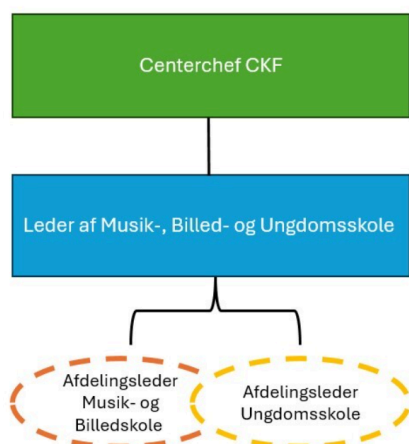 Centerchef CKF
Leder af Musik-, Billed- og Ungdomsskole
Afdelingsleder
Musik- og
Billedskole
Afdelingsleder
Ungdomsskole